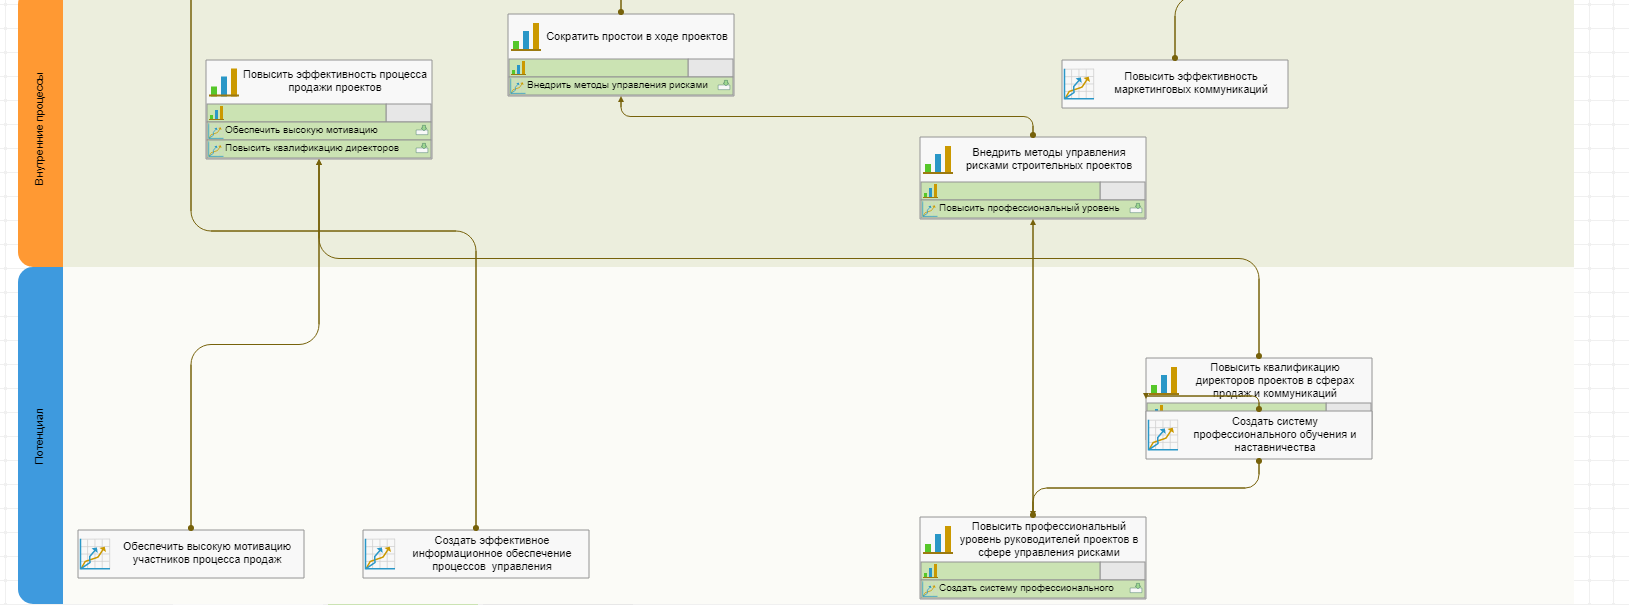 Внутренние процессы
Сократить простои в ходе проектов
Внедрить методы управления рисками
Повысить эффективность процесса
продажи проектов
Обеспечить высокую мотивацию
Повысить квалификацию директоров
Повысить эффективность
маркетинговых коммуникаций
Внедрить методы управления
рисками строительных проектов
Повысить профессиональный уровень
Потенциал
Повысить квалификацию
директоров проектов в сферах
продаж и коммуникаций
Создать систему
профессионального обучения и
наставничества
Обеспечить высокую мотивацию
участников процесса продаж
Создать эффективное
информационное обеспечение
процессов управления
Повысить профессиональный
уровень руководителей проектов в
сфере управления рисками
Создать систему профессионального